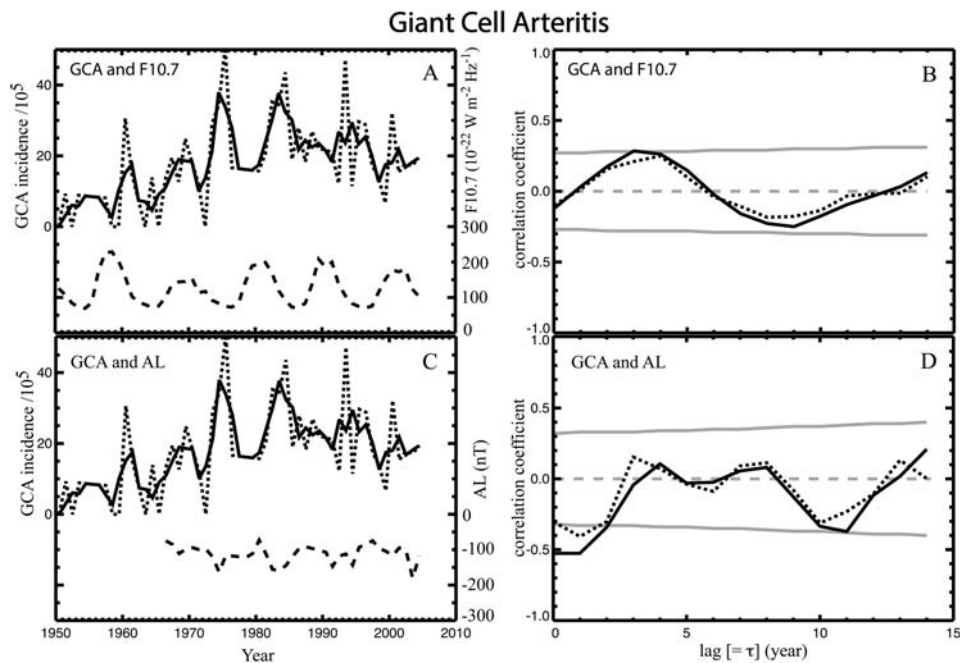 Giant Cell Arteritis
GCA and F10.7
A
GCA incidence /10⁵
40
20
0
F10.7 (10⁻²² W m⁻² Hz⁻¹)
300
200
100
0
GCA and F10.7
B
correlation coefficient
1.0
0.5
0.0
-0.5
-1.0
GCA and AL
C
GCA incidence /10⁵
40
20
0
AL (nT)
0
-100
-200
-300
1950
1960
1970
1980
1990
2000
2010
Year
GCA and AL
D
correlation coefficient
1.0
0.5
0.0
-0.5
-1.0
0
5
10
15
lag [= τ] (year)